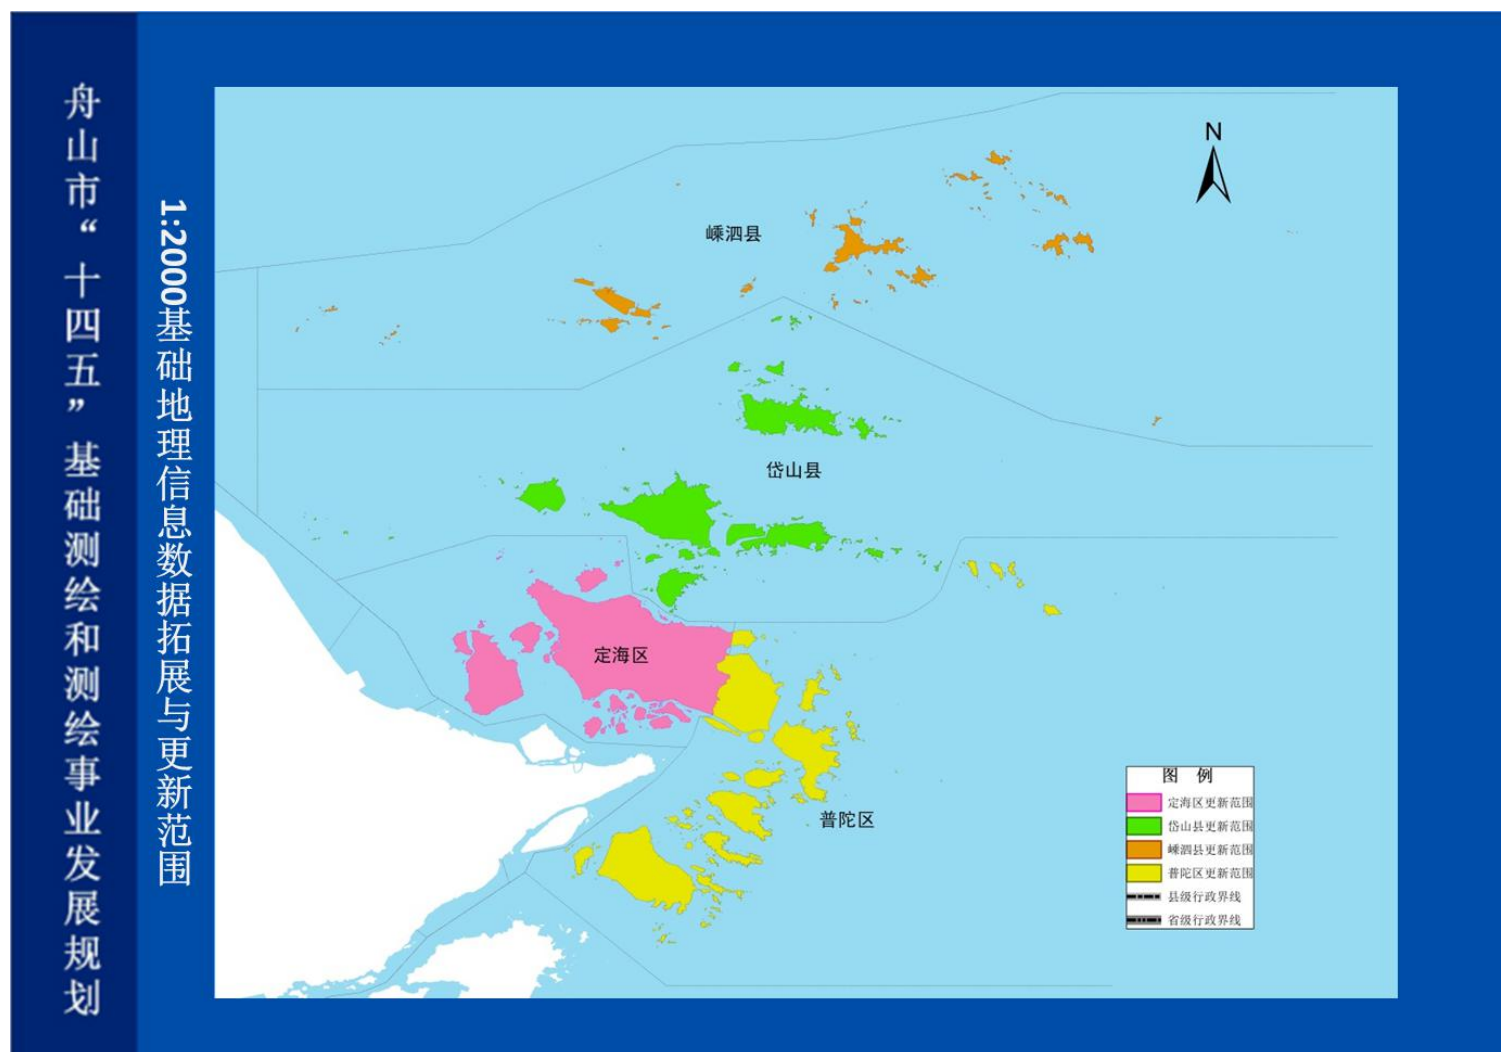 舟山市“十四五”基础测绘和测绘事业发展规划
1:2000基础地理信息数据拓展与更新范围
N
嵊泗县
岱山县
定海区
普陀区
图 例
定海区更新范围
岱山县更新范围
嵊泗县更新范围
普陀区更新范围
县级行政界线
省级行政界线